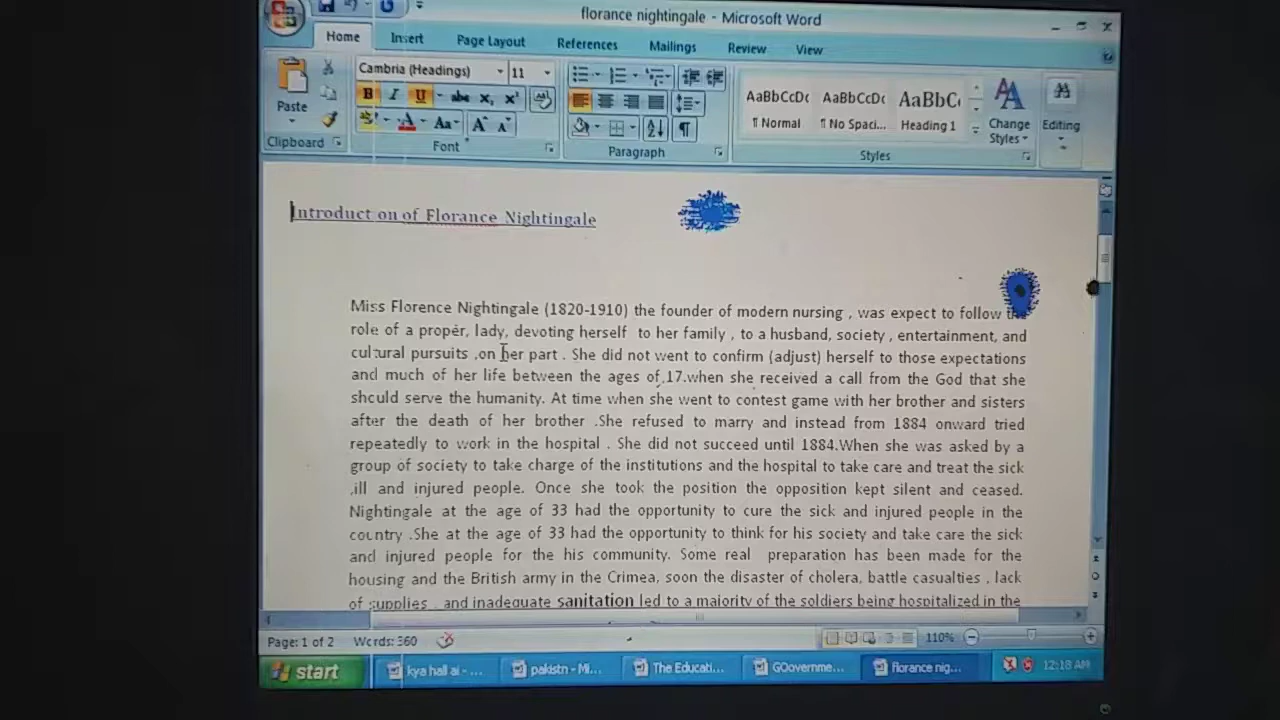 florance nightingale - Microsoft Word
Home Insert Page Layout References Mailings Review View
Paste
Clipboard
Cambria (Headings) 11
B I U abc X₂ X²
A Aa A A
Font
Paragraph
AaBbCcDc AaBbCcDc AaBbC
¶ Normal ¶ No Spaci... Heading 1
Change Styles
Styles
Editing
Introduct on of Florance Nightingale
Miss Florence Nightingale (1820-1910) the founder of modern nursing , was expect to follow the
role of a proper, lady, devoting herself to her family , to a husband, society , entertainment, and
cultural pursuits ,on her part . She did not went to confirm (adjust) herself to those expectations
and much of her life between the ages of,17.when she received a call from the God that she
should serve the humanity. At time when she went to contest game with her brother and sisters
after the death of her brother .She refused to marry and instead from 1884 onward tried
repeatedly to work in the hospital . She did not succeed until 1884.When she was asked by a
group of society to take charge of the institutions and the hospital to take care and treat the sick
,ill and injured people. Once she took the position the opposition kept silent and ceased.
Nightingale at the age of 33 had the opportunity to cure the sick and injured people in the
country .She at the age of 33 had the opportunity to think for his society and take care the sick
and injured people for the his community. Some real preparation has been made for the
housing and the British army in the Crimea, soon the disaster of cholera, battle casualties , lack
of supplies , and inadequate sanitation led to a majority of the soldiers being hospitalized in the
Page: 1 of 2 Words: 360 110%
start kya hall ai - ... pakistn - Mi... The Educati... GOovernme... florance nig... 12:18 AM